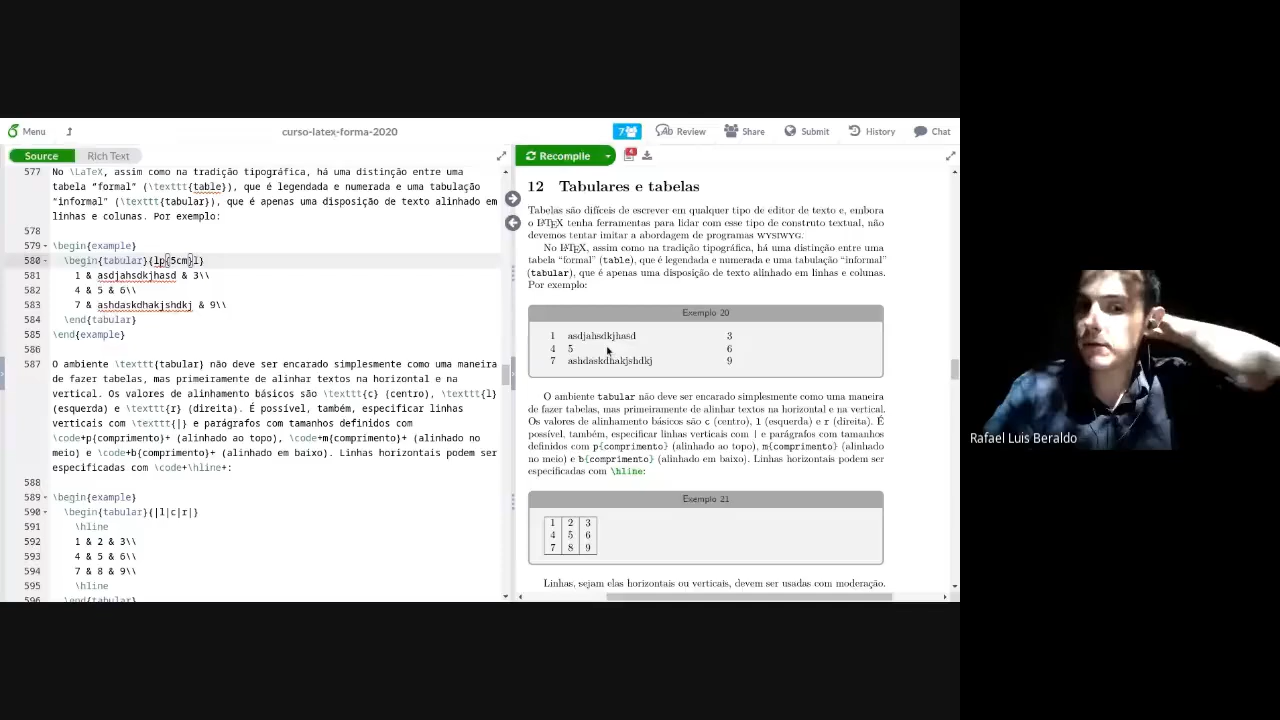 Menu
curso-latex-forma-2020
7
Review
Share
Submit
History
Chat
Source
Rich Text
Recompile
577 No \LaTeX, assim como na tradição tipográfica, há uma distinção entre uma
tabela “formal” (\texttt{table}), que é legendada e numerada e uma tabulação
“informal” (\texttt{tabular}), que é apenas uma disposição de texto alinhado em
linhas e colunas. Por exemplo:
578
579 \begin{example}
580 \begin{tabular}{lp{5cm}l}
581 1 & asdjahsdkjhasd & 3\\
582 4 & 5 & 6\\
583 7 & ashdaskdhakjshdkj & 9\\
584 \end{tabular}
585 \end{example}
586
587 O ambiente \texttt{tabular} não deve ser encarado simplesmente como uma maneira
de fazer tabelas, mas primeiramente de alinhar textos na horizontal e na
vertical. Os valores de alinhamento básicos são \texttt{c} (centro), \texttt{l}
(esquerda) e \texttt{r} (direita). É possível, também, especificar linhas
verticais com \texttt{|} e parágrafos com tamanhos definidos com
\code+p{comprimento}+ (alinhado ao topo), \code+m{comprimento}+ (alinhado no
meio) e \code+b{comprimento}+ (alinhado em baixo). Linhas horizontais podem ser
especificadas com \code+\hline+:
588
589 \begin{example}
590 \begin{tabular}{|l|c|r|}
591 \hline
592 1 & 2 & 3\\
593 4 & 5 & 6\\
594 7 & 8 & 9\\
595 \hline
596 \end{tabular}
12 Tabulares e tabelas
Tabelas são difíceis de escrever em qualquer tipo de editor de texto e, embora
o LATEX tenha ferramentas para lidar com esse tipo de construto textual, não
devemos tentar imitar a abordagem de programas WYSIWYG.
No LATEX, assim como na tradição tipográfica, há uma distinção entre uma
tabela “formal” (table), que é legendada e numerada e uma tabulação “informal”
(tabular), que é apenas uma disposição de texto alinhado em linhas e colunas.
Por exemplo:
Exemplo 20
1 asdjahsdkjhasd 3
4 5 6
7 ashdaskdhakjshdkj 9
O ambiente tabular não deve ser encarado simplesmente como uma maneira
de fazer tabelas, mas primeiramente de alinhar textos na horizontal e na vertical.
Os valores de alinhamento básicos são c (centro), l (esquerda) e r (direita). É
possível, também, especificar linhas verticais com | e parágrafos com tamanhos
definidos com p{comprimento} (alinhado ao topo), m{comprimento} (alinhado
no meio) e b{comprimento} (alinhado em baixo). Linhas horizontais podem ser
especificadas com \hline:
Exemplo 21
1 2 3
4 5 6
7 8 9
Linhas, sejam elas horizontais ou verticais, devem ser usadas com moderação.
Rafael Luis Beraldo